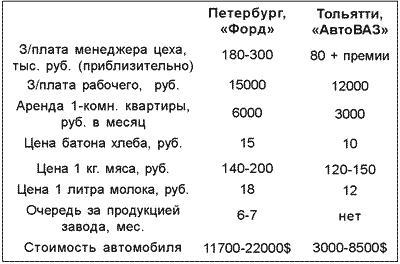 Петербург, «Форд» Тольятти, «АвтоВАЗ»
З/плата менеджера цеха, тыс. руб. (приблизительно) 180-300 80 + премии
З/плата рабочего, руб. 15000 12000
Аренда 1-комн. квартиры, руб. в месяц 6000 3000
Цена батона хлеба, руб. 15 10
Цена 1 кг. мяса, руб. 140-200 120-150
Цена 1 литра молока, руб. 18 12
Очередь за продукцией завода, мес. 6-7 нет
Стоимость автомобиля 11700-22000$ 3000-8500$